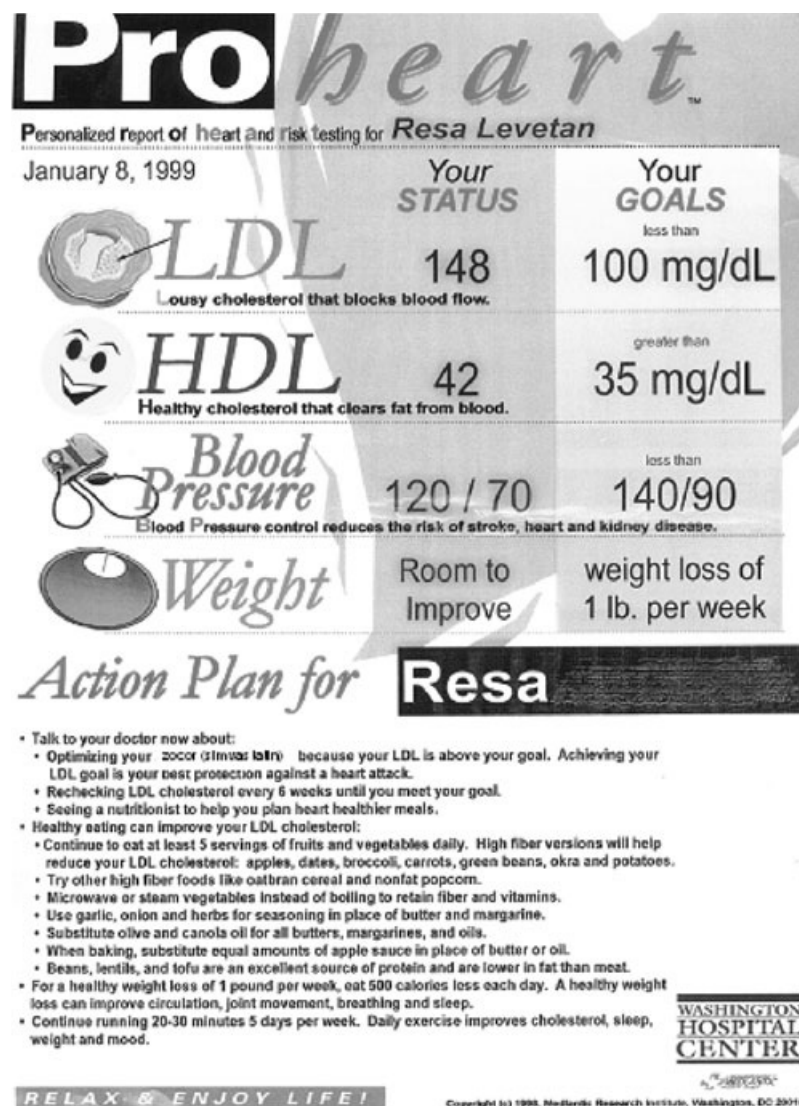 Pro heart™
Personalized report of heart and risk testing for Resa Levetan
January 8, 1999
Your STATUS
Your GOALS
LDL
148
less than
100 mg/dL
Lousy cholesterol that blocks blood flow.
HDL
42
greater than
35 mg/dL
Healthy cholesterol that clears fat from blood.
Blood Pressure
120 / 70
less than
140/90
Blood Pressure control reduces the risk of stroke, heart and kidney disease.
Weight
Room to Improve
weight loss of 1 lb. per week
Action Plan for Resa
• Talk to your doctor now about:
• Optimizing your zocor (simvastatin) because your LDL is above your goal. Achieving your
LDL goal is your best protection against a heart attack.
• Rechecking LDL cholesterol every 6 weeks until you meet your goal.
• Seeing a nutritionist to help you plan heart healthier meals.
• Healthy eating can improve your LDL cholesterol:
• Continue to eat at least 5 servings of fruits and vegetables daily. High fiber versions will help
reduce your LDL cholesterol: apples, dates, broccoli, carrots, green beans, okra and potatoes.
• Try other high fiber foods like oatbran cereal and nonfat popcorn.
• Microwave or steam vegetables instead of boiling to retain fiber and vitamins.
• Use garlic, onion and herbs for seasoning in place of butter and margarine.
• Substitute olive and canola oil for all butters, margarines, and oils.
• When baking, substitute equal amounts of apple sauce in place of butter or oil.
• Beans, lentils, and tofu are an excellent source of protein and are lower in fat than meat.
• For a healthy weight loss of 1 pound per week, eat 500 calories less each day. A healthy weight
loss can improve circulation, joint movement, breathing and sleep.
• Continue running 20-30 minutes 5 days per week. Daily exercise improves cholesterol, sleep,
weight and mood.
WASHINGTON
HOSPITAL
CENTER
RELAX & ENJOY LIFE!
Copyright (c) 1998, Medlantic Research Institute, Washington, DC 2001